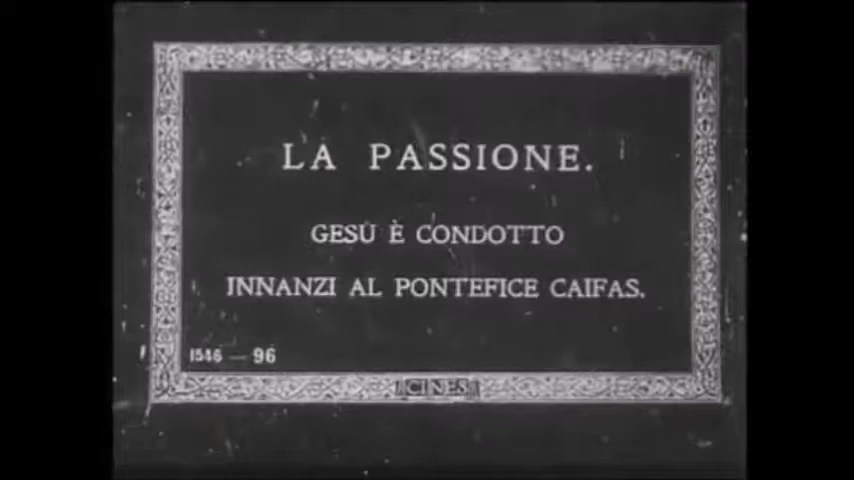 LA PASSIONE.
GESÙ È CONDOTTO
INNANZI AL PONTEFICE CAIFAS.
1546 — 96
CINES